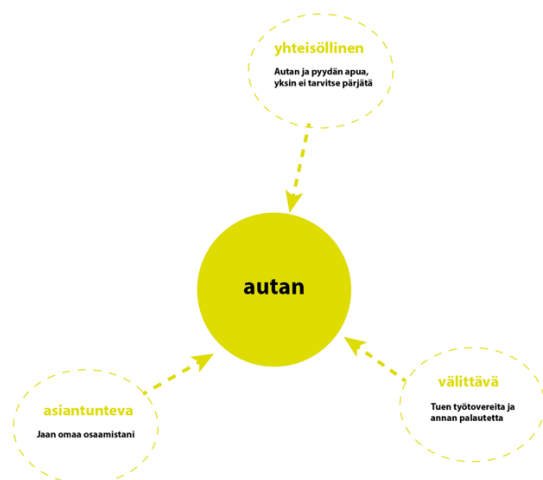 yhteisöllinen
Autan ja pyydän apua,
yksin ei tarvitse pärjätä
autan
asiantunteva
Jaan omaa osaamistani
välittävä
Tuen työtovereita ja
annan palautetta